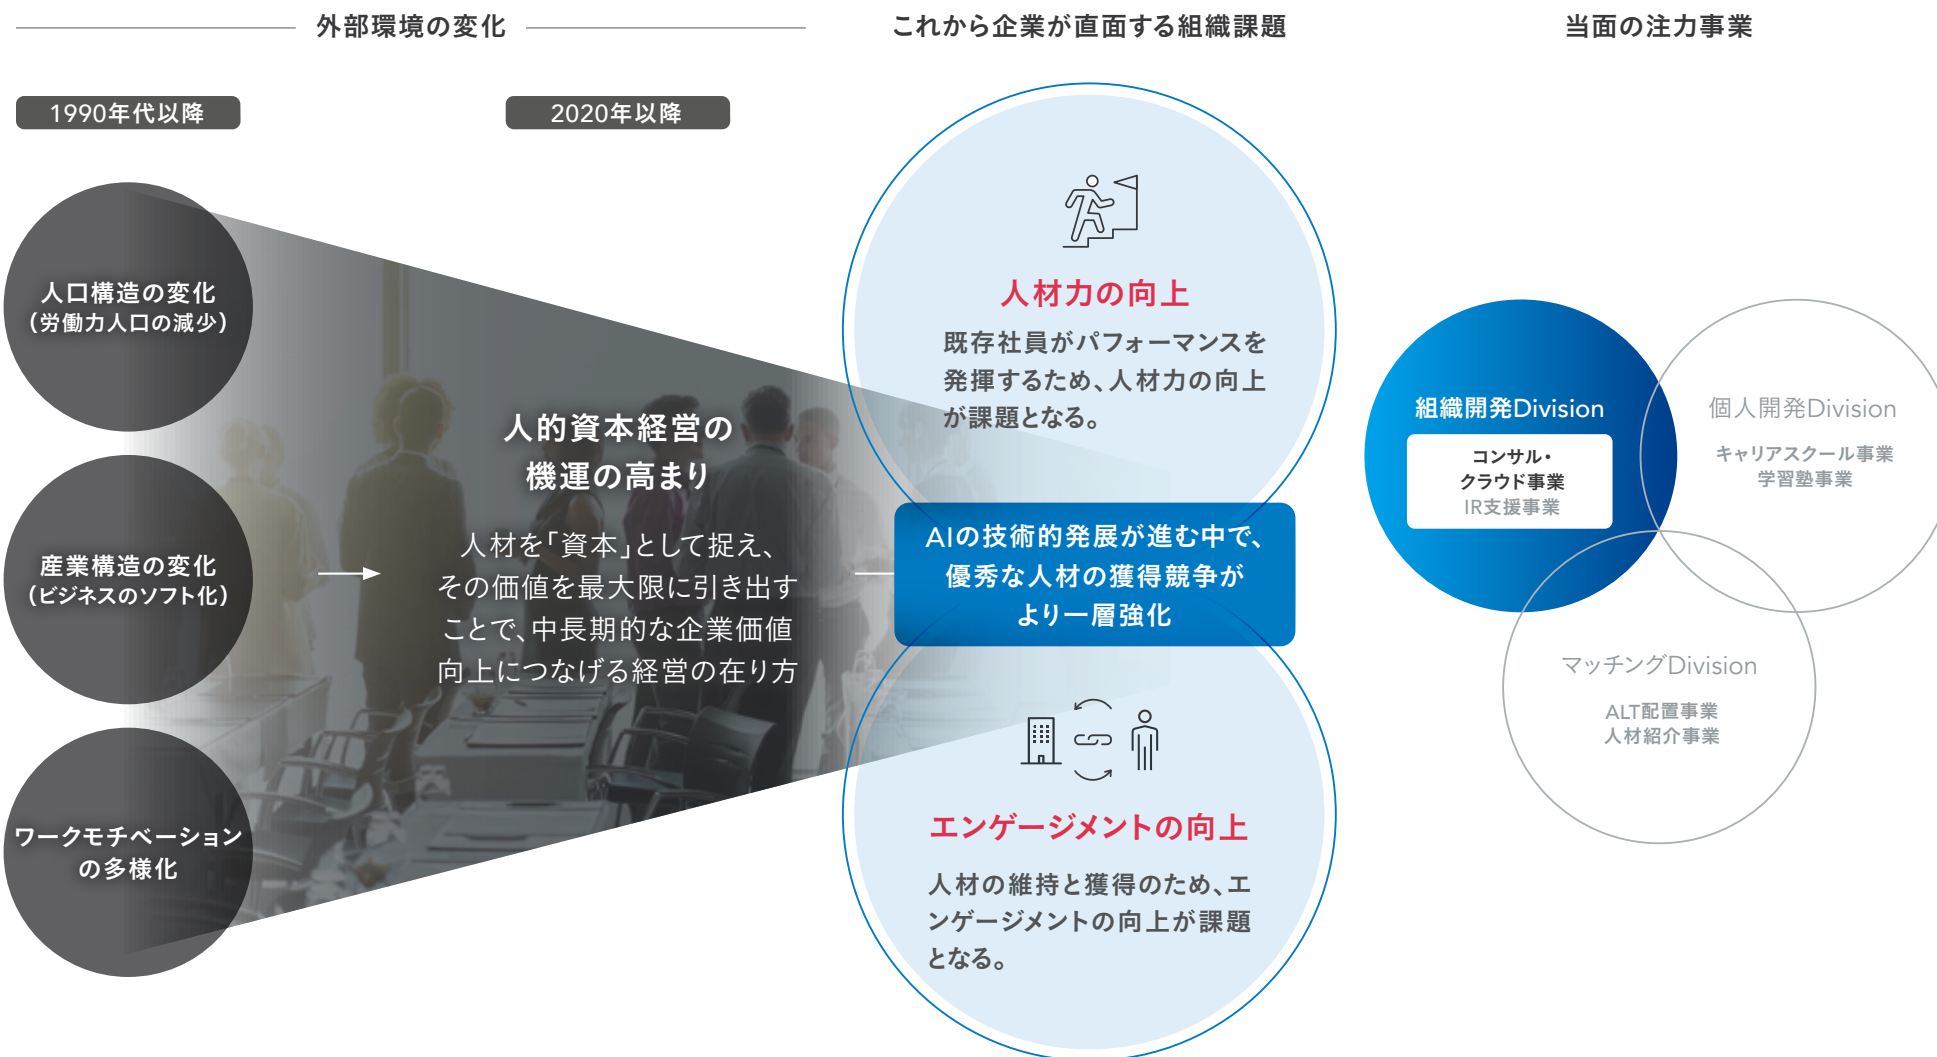 外部環境の変化
これから企業が直面する組織課題
当面の注力事業
1990年代以降
2020年以降
人口構造の変化
(労働力人口の減少)
産業構造の変化
(ビジネスのソフト化)
ワークモチベーション
の多様化
人的資本経営の
機運の高まり
人材を「資本」として捉え、
その価値を最大限に引き出す
ことで、中長期的な企業価値
向上につなげる経営の在り方
人材力の向上
既存社員がパフォーマンスを
発揮するため、人材力の向上
が課題となる。
AIの技術的発展が進む中で、
優秀な人材の獲得競争が
より一層強化
エンゲージメントの向上
人材の維持と獲得のため、エ
ンゲージメントの向上が課題
となる。
組織開発Division
コンサル・
クラウド事業
IR支援事業
個人開発Division
キャリアスクール事業
学習塾事業
マッチングDivision
ALT配置事業
人材紹介事業